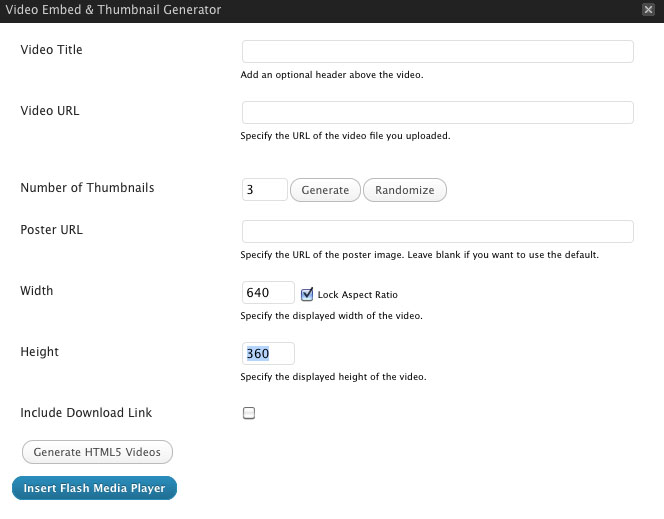 Video Embed & Thumbnail Generator
Video Title
Add an optional header above the video.
Video URL
Specify the URL of the video file you uploaded.
Number of Thumbnails 3 Generate Randomize
Poster URL
Specify the URL of the poster image. Leave blank if you want to use the default.
Width 640 Lock Aspect Ratio
Specify the displayed width of the video.
Height 360
Specify the displayed height of the video.
Include Download Link
Generate HTML5 Videos
Insert Flash Media Player